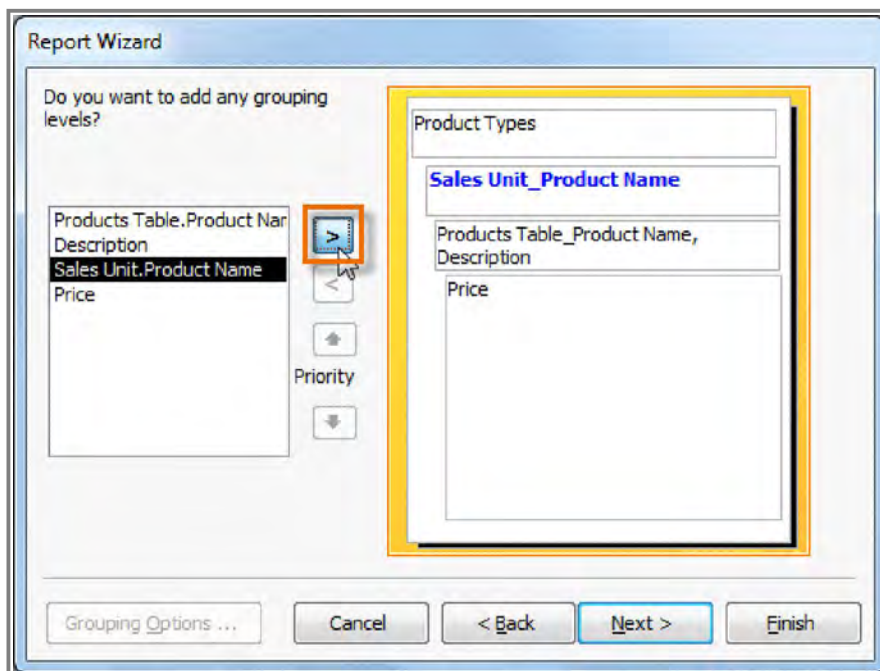 Report Wizard
Do you want to add any grouping
levels?
Products Table.Product Nar
Description
Sales Unit.Product Name
Price
>
<
Priority
Product Types
Sales Unit_Product Name
Products Table_Product Name,
Description
Price
Grouping Options ...
Cancel
< Back
Next >
Finish